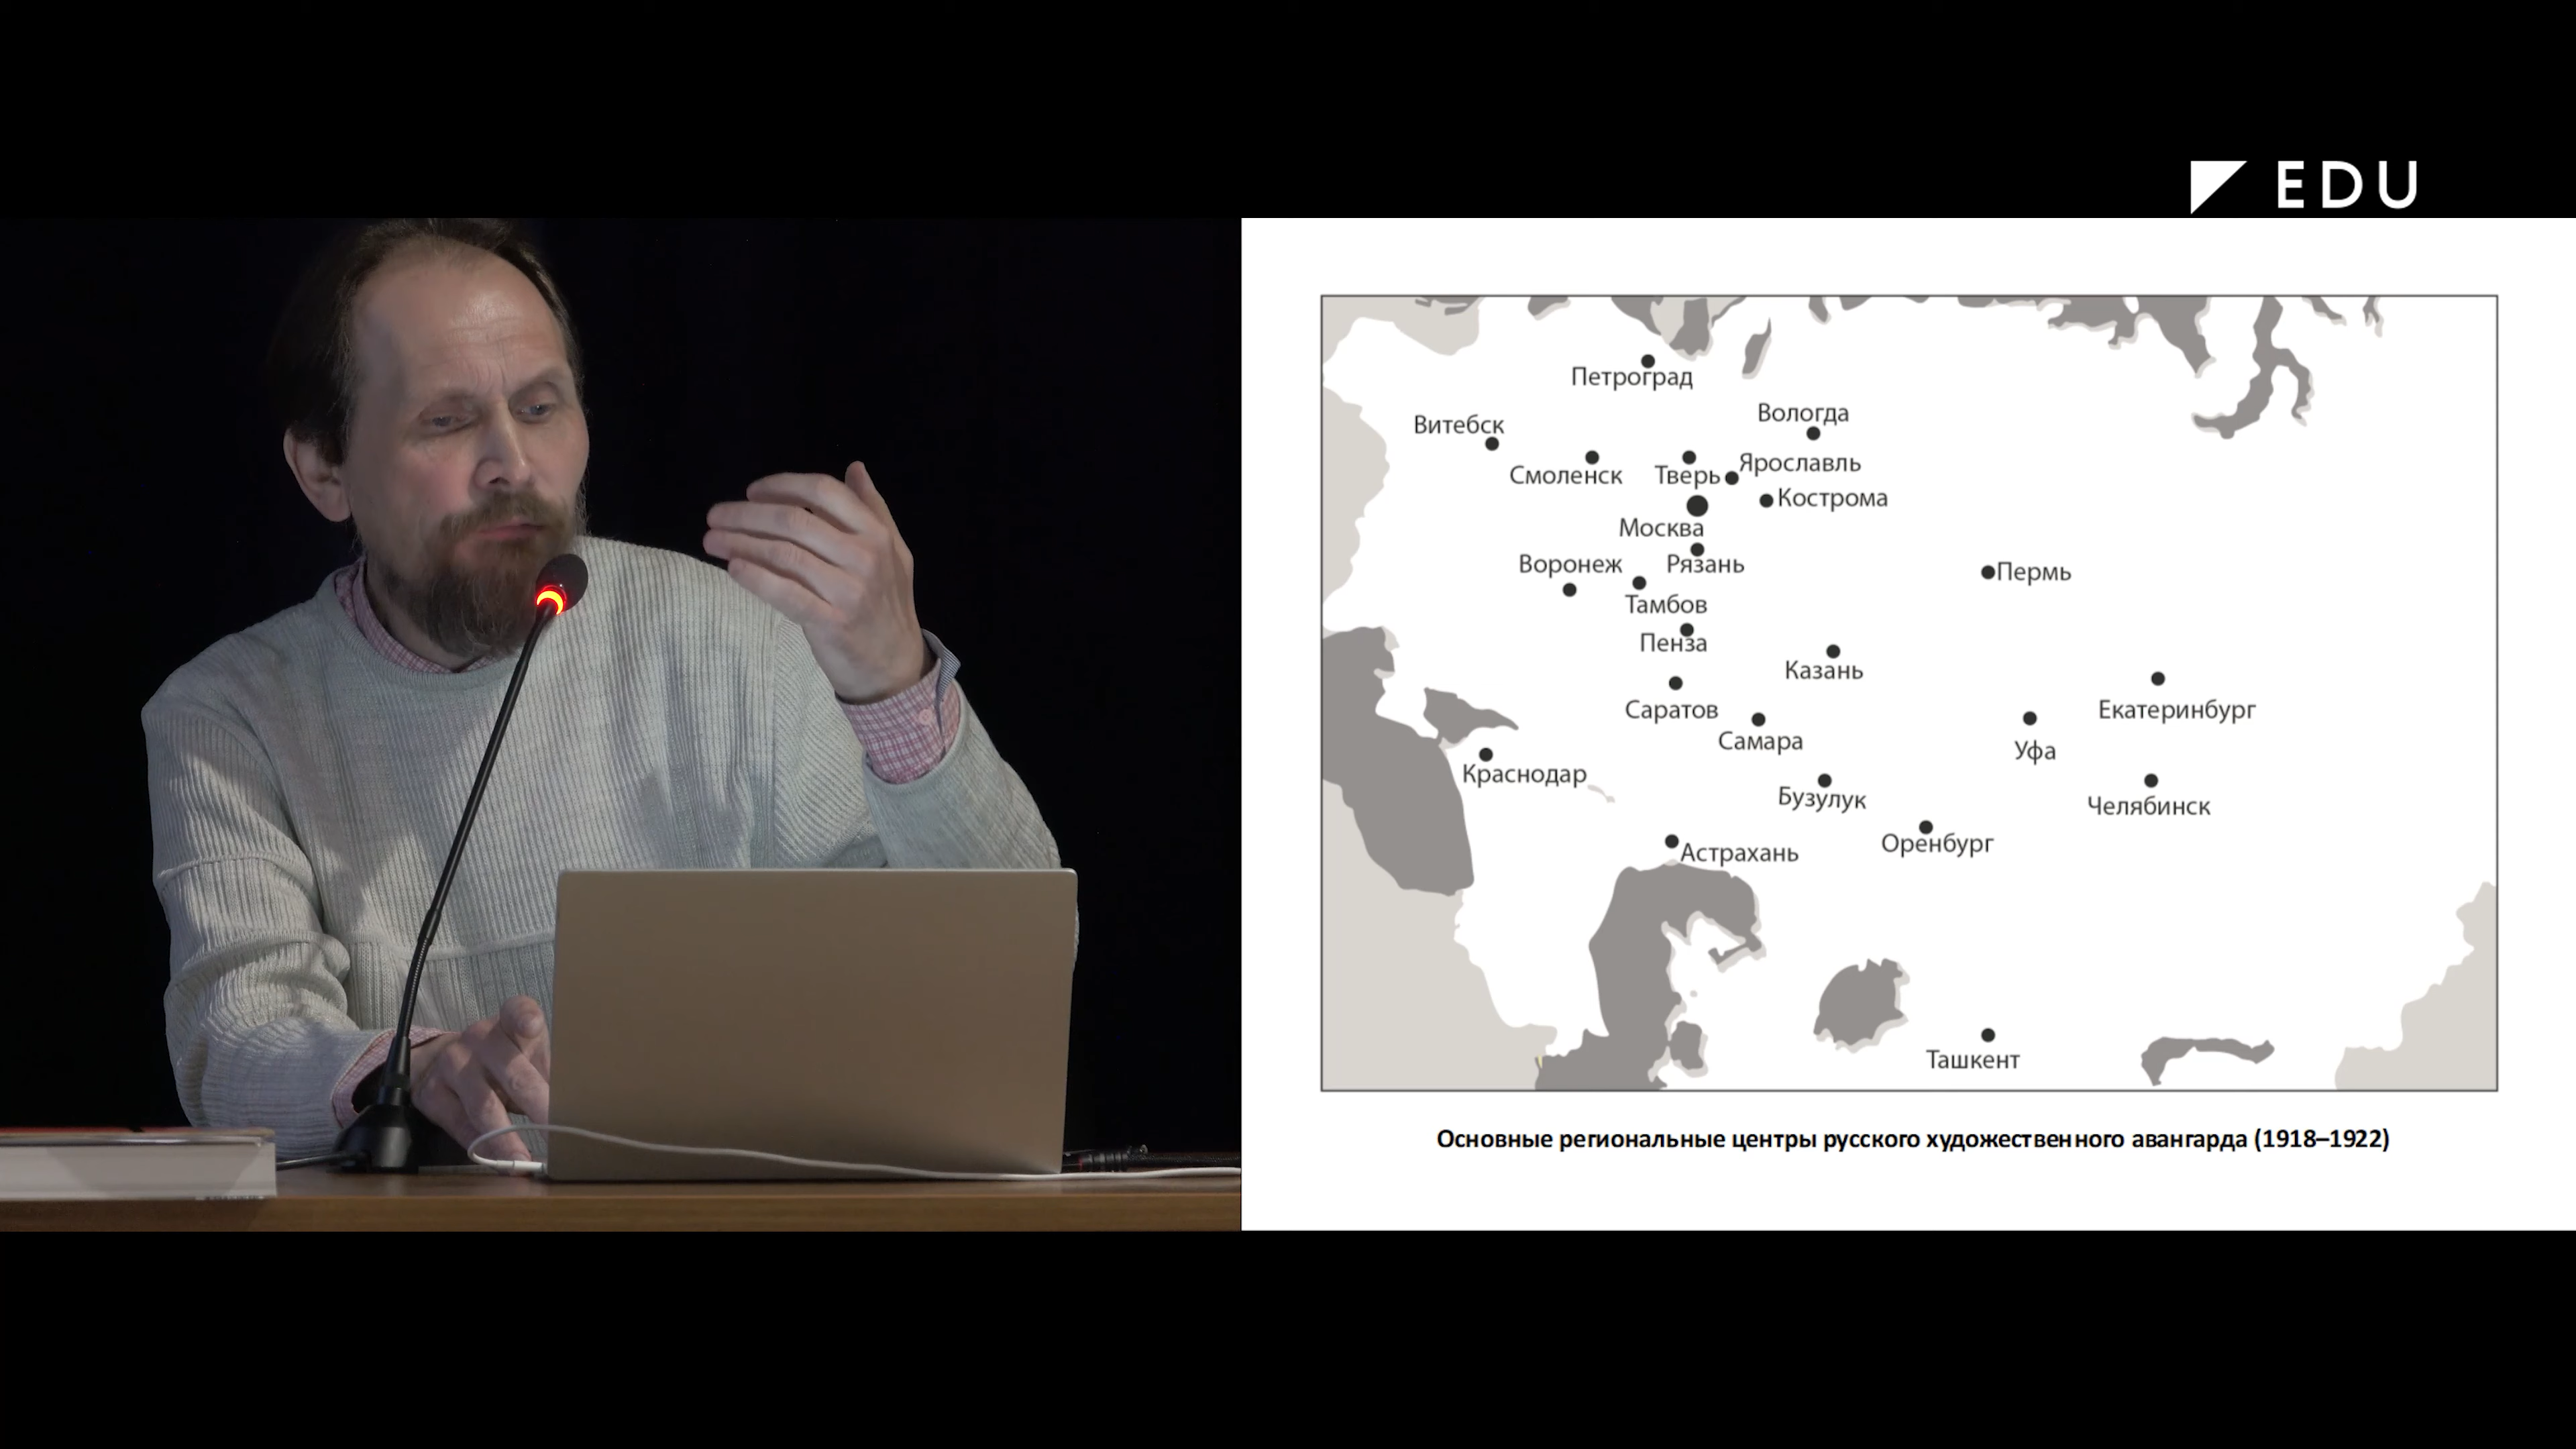 EDU
Петроград
Вологда
Витебск
Ярославль
Смоленск
Тверь
Кострома
Москва
Воронеж
Рязань
Пермь
Тамбов
Пенза
Казань
Саратов
Екатеринбург
Самара
Уфа
Краснодар
Бузулук
Челябинск
Оренбург
Астрахань
Ташкент
Основные региональные центры русского художественного авангарда (1918–1922)